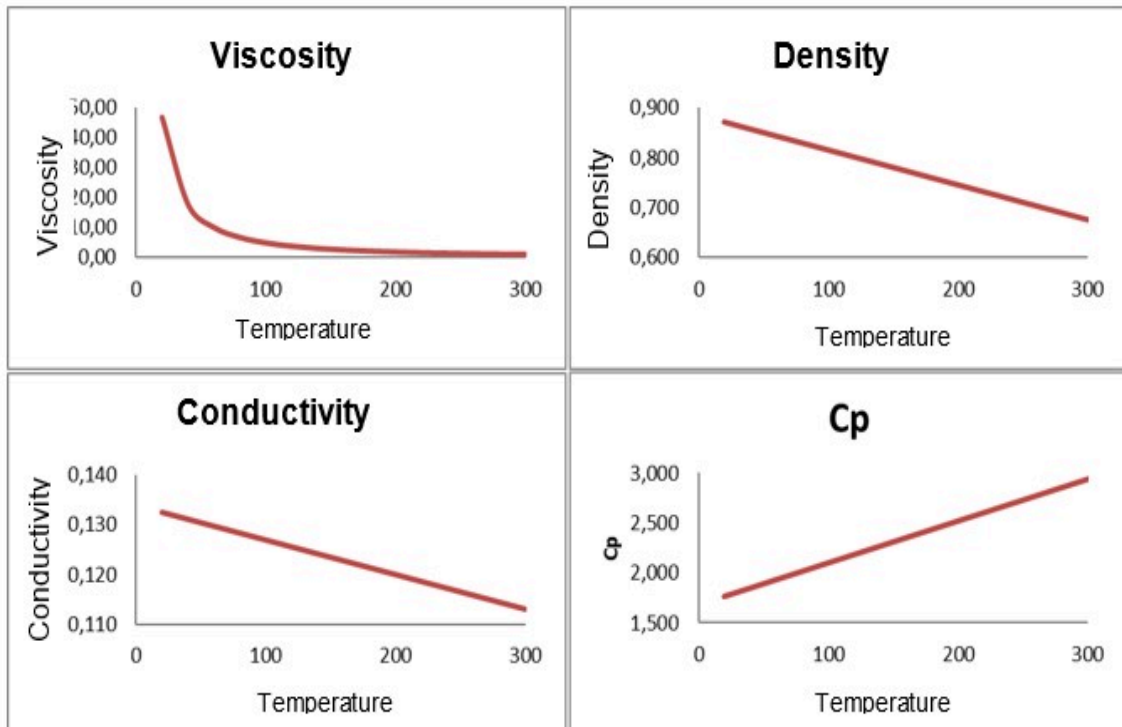 Viscosity
Viscosity
50,00
40,00
30,00
20,00
10,00
0,00
0 100 200 300
Temperature
Density
Density
0,900
0,800
0,700
0,600
0 100 200 300
Temperature
Conductivity
Conductivity
0,140
0,130
0,120
0,110
0 100 200 300
Temperature
Cp
Cp
3,000
2,500
2,000
1,500
0 100 200 300
Temperature